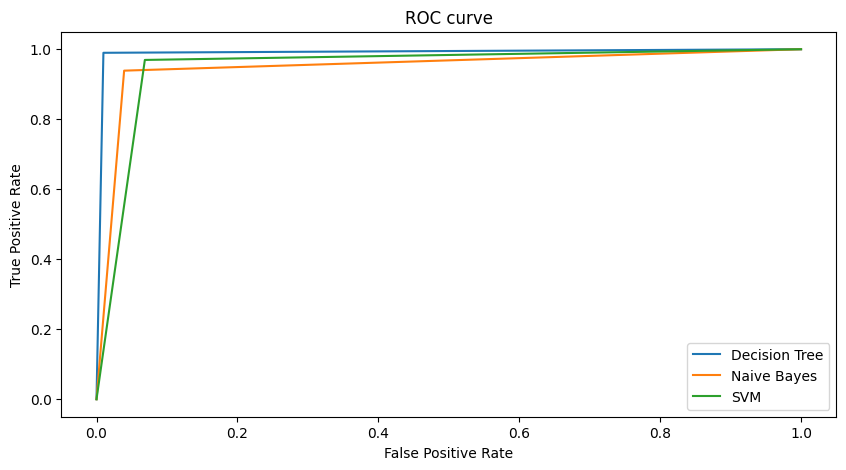 ROC curve
True Positive Rate
1.0
0.8
0.6
0.4
0.2
0.0
0.0 0.2 0.4 0.6 0.8 1.0
False Positive Rate
Decision Tree
Naive Bayes
SVM